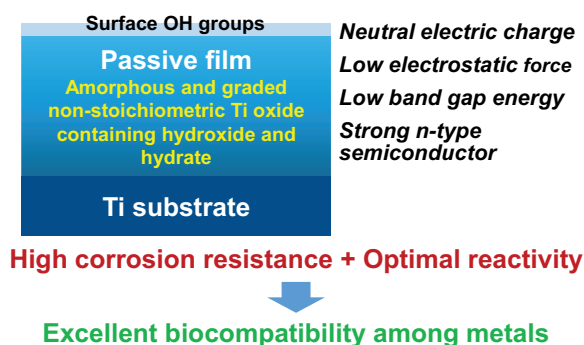 Surface OH groups
Passive film
Amorphous and graded
non-stoichiometric Ti oxide
containing hydroxide and
hydrate
Ti substrate
Neutral electric charge
Low electrostatic force
Low band gap energy
Strong n-type
semiconductor
High corrosion resistance + Optimal reactivity
Excellent biocompatibility among metals